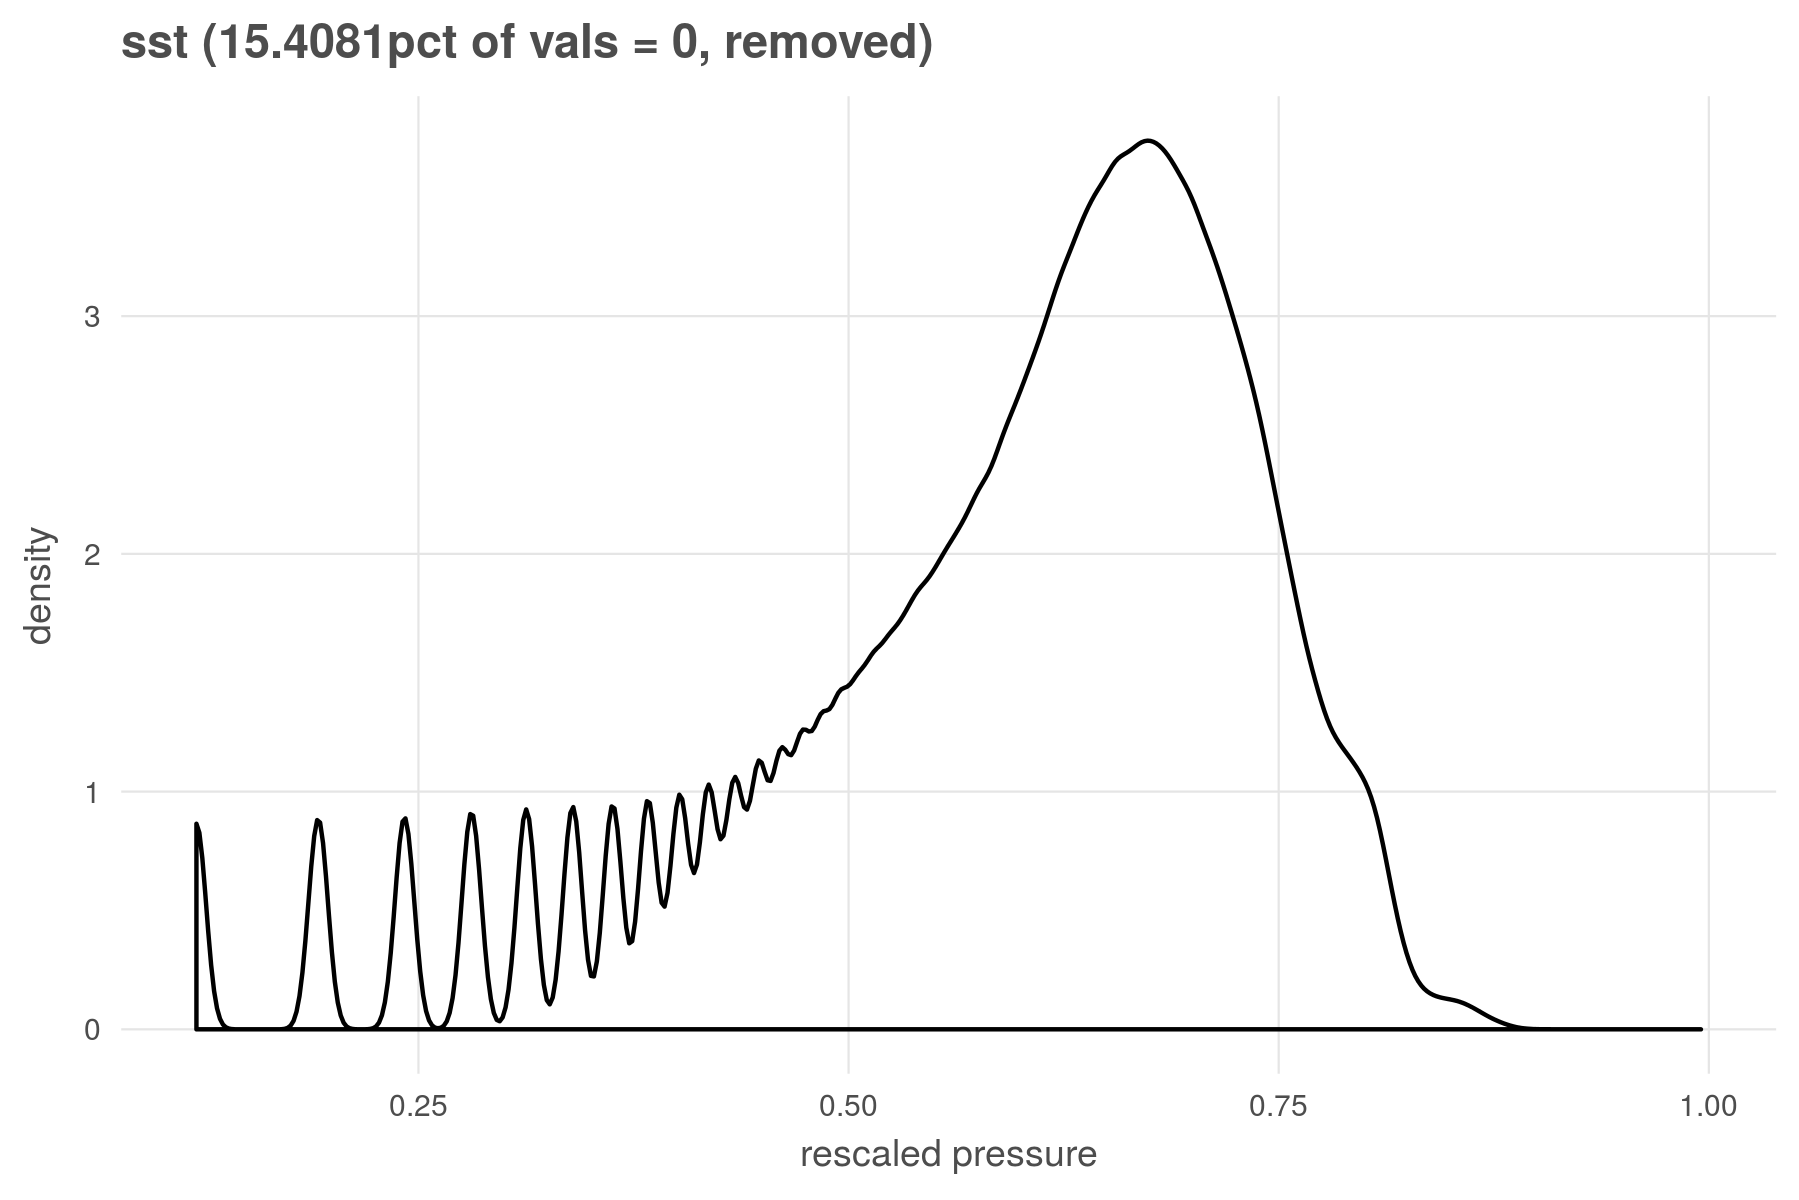 sst (15.4081pct of vals = 0, removed)
density
3
2
1
0
0.25 0.50 0.75 1.00
rescaled pressure